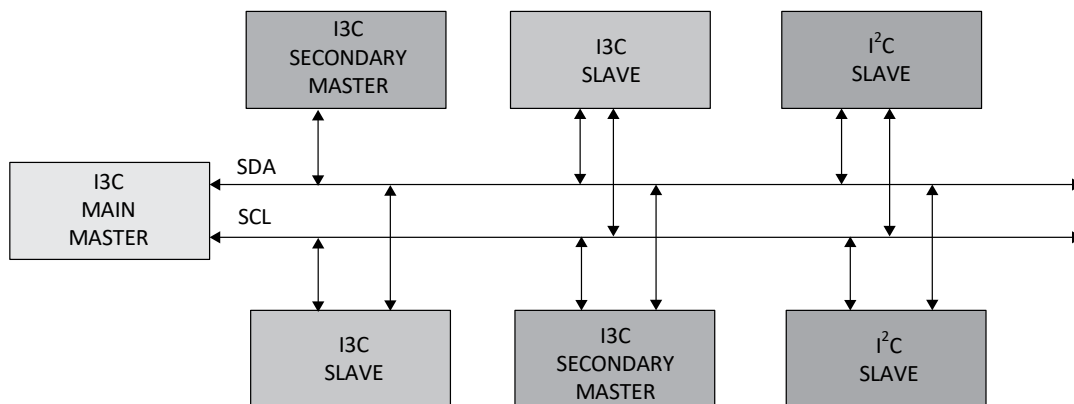 I3C
SECONDARY
MASTER
I3C
SLAVE
I²C
SLAVE
I3C
MAIN
MASTER
SDA
SCL
I3C
SLAVE
I3C
SECONDARY
MASTER
I²C
SLAVE